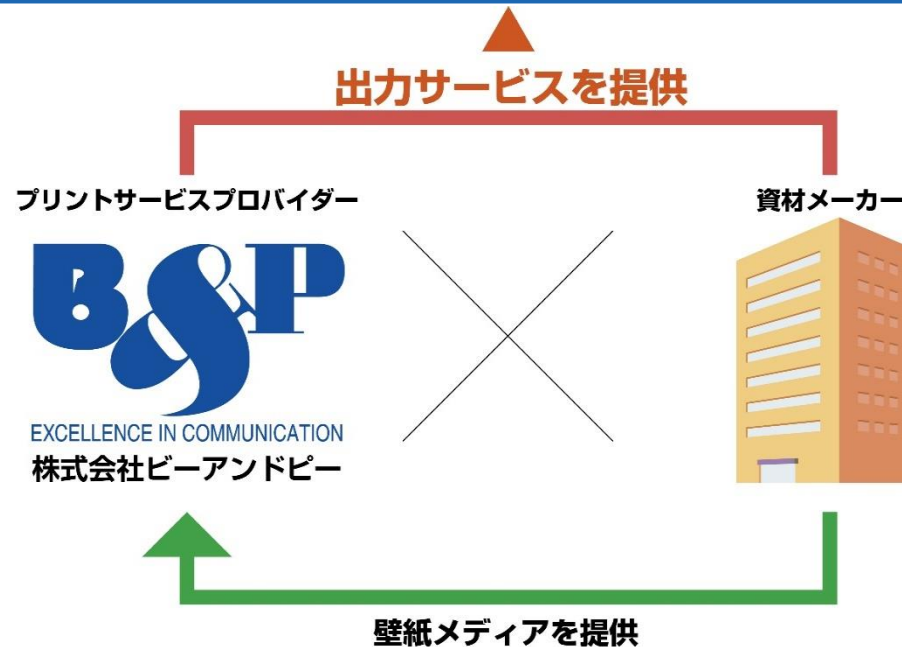 出力サービスを提供
プリントサービスプロバイダー
資材メーカー
B&P
EXCELLENCE IN COMMUNICATION
株式会社ビーアンドピー
壁紙メディアを提供